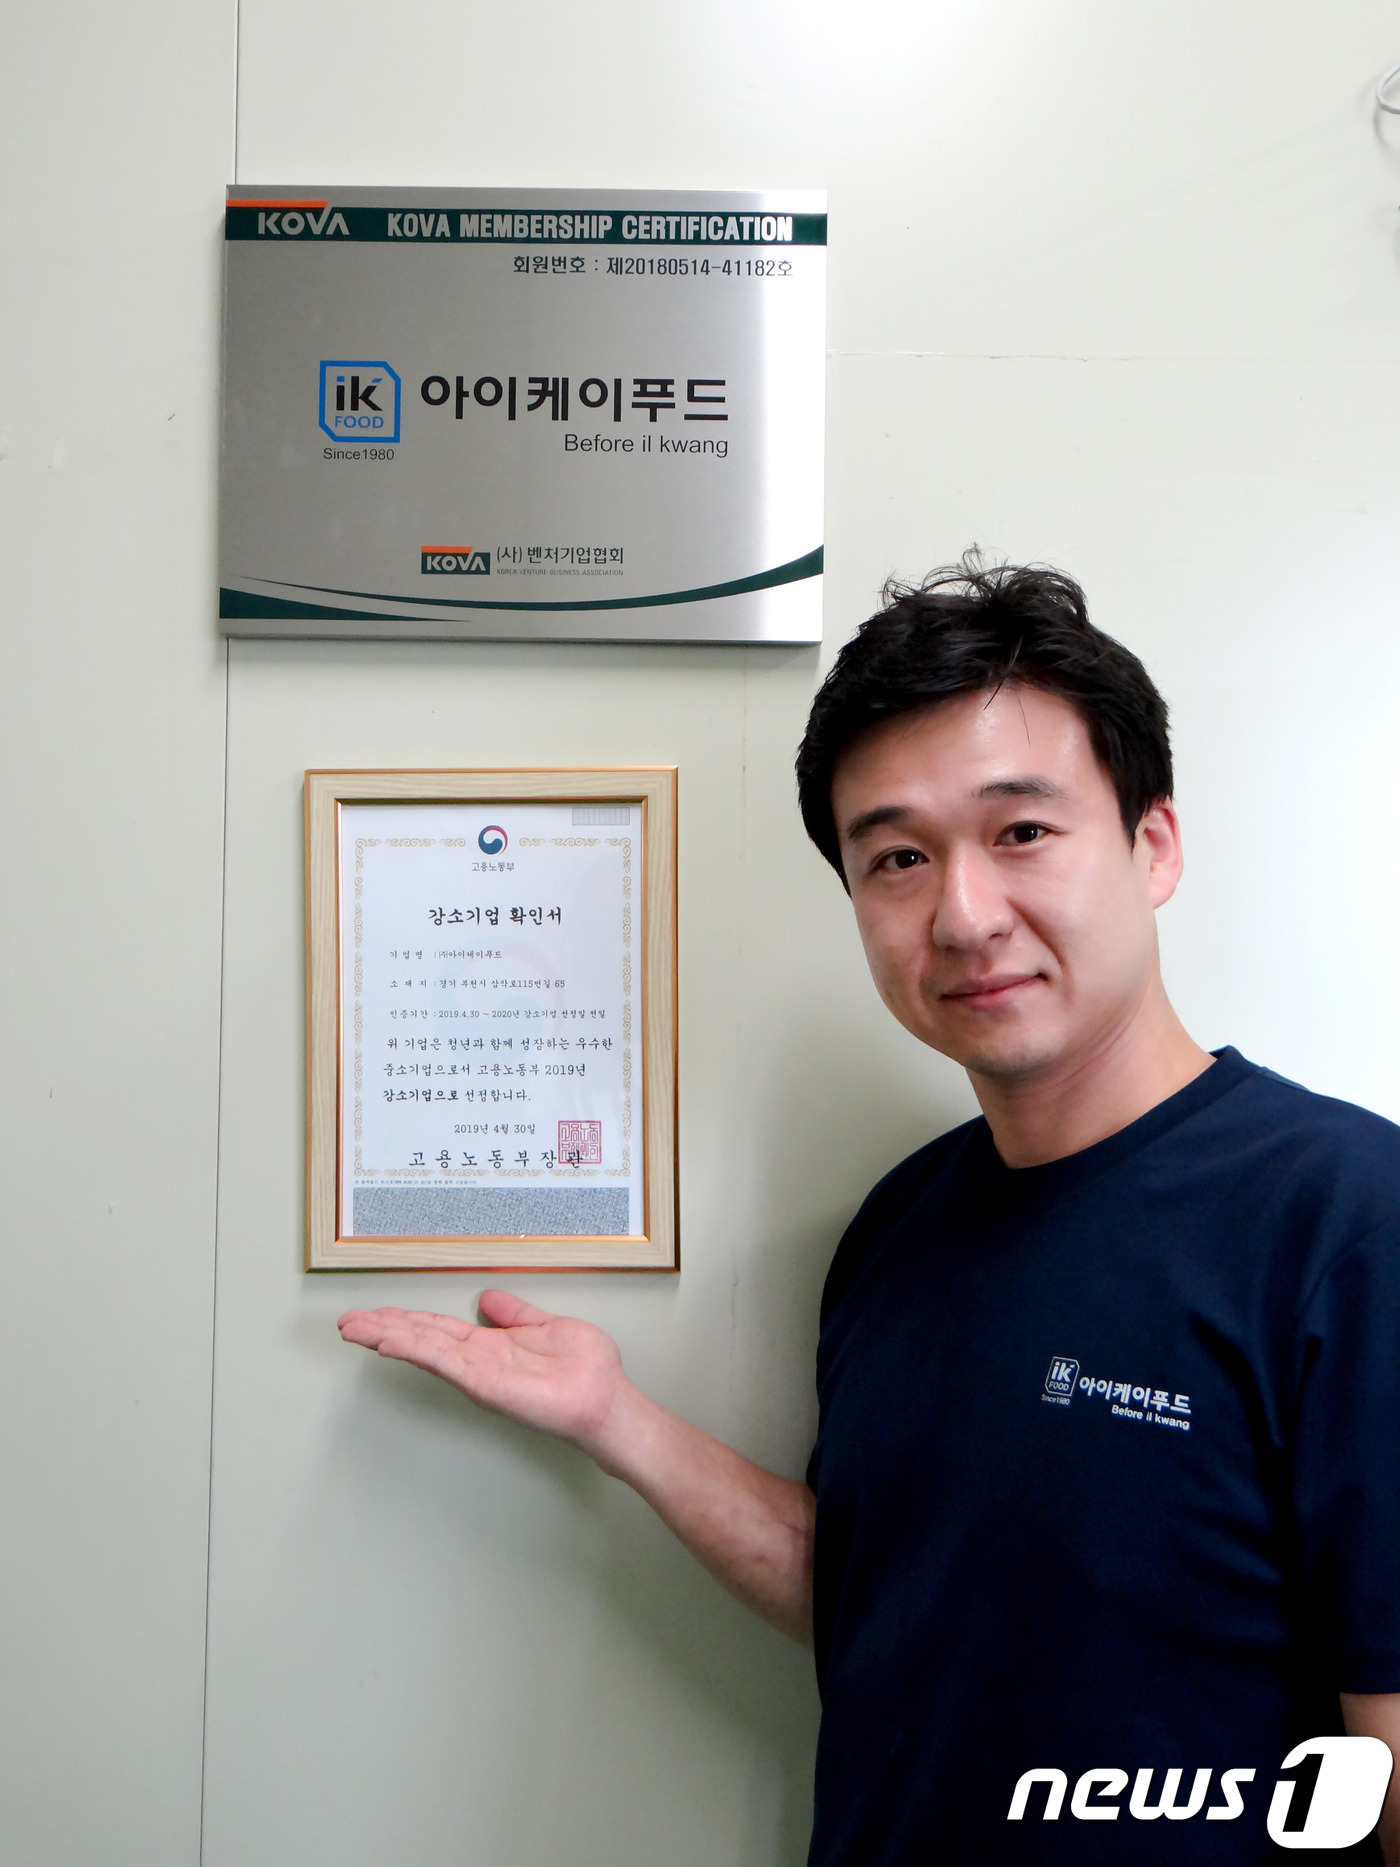 KOVA KOVA MEMBERSHIP CERTIFICATION
회원번호 : 제20180514-41182호
ik
FOOD
Since1980
아이케이푸드
Before il kwang
KOVA (사)벤처기업협회
KOREA VENTURE BUSINESS ASSOCIATION
고용노동부
강소기업 확인서
기 업 명 : (주)아이케이푸드
소 재 지 : 경기 부천시 삼작로115번길 65
인증기간 : 2019.4.30 ~ 2020년 강소기업 선정일 전일
위 기업은 청년과 함께 성장하는 우수한
중소기업으로서 고용노동부 2019년
강소기업으로 선정합니다.
2019년 4월 30일
고용노동부장관
ik
FOOD
Since1980
아이케이푸드
Before il kwang
news1